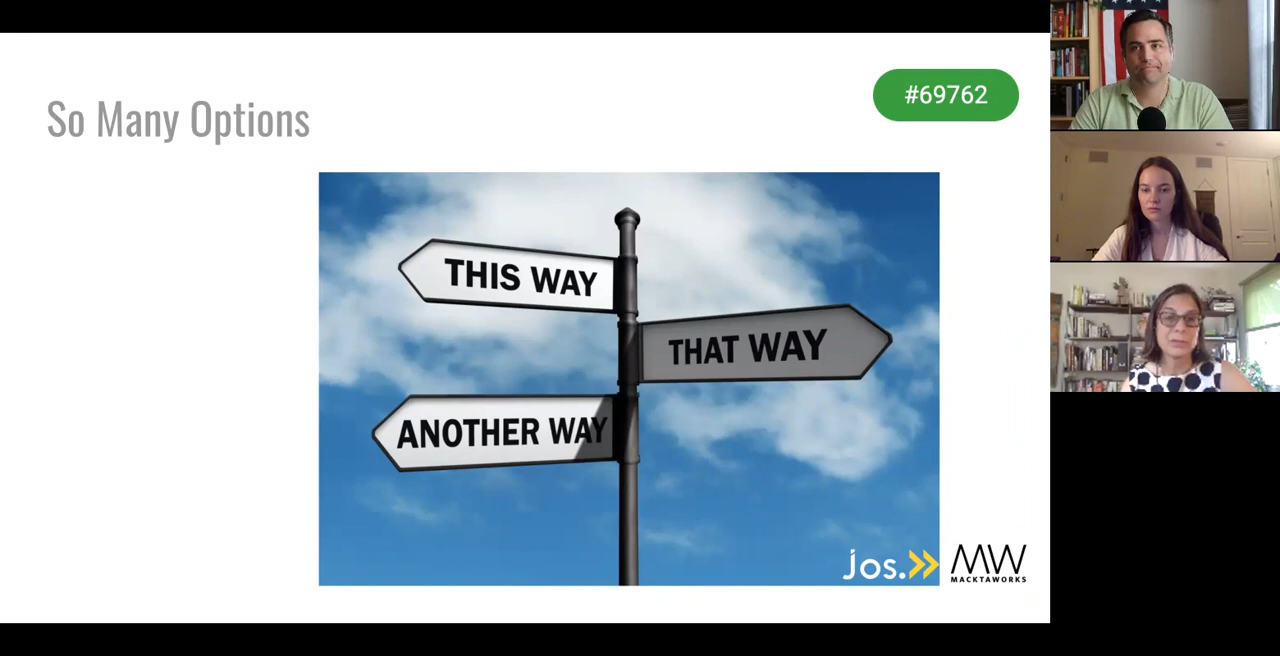 So Many Options
#69762
THIS WAY
THAT WAY
ANOTHER WAY
jos.
MW
MACKTAWORKS